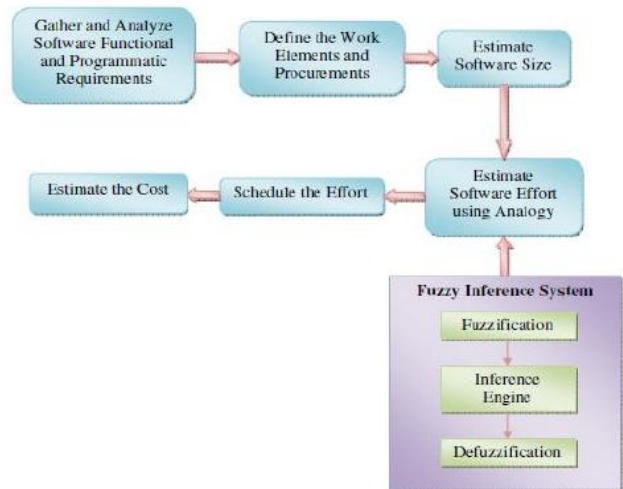 Gather and Analyze
Software Functional
and Programmatic
Requirements
Define the Work
Elements and
Procurements
Estimate
Software Size
Estimate the Cost
Schedule the Effort
Estimate
Software Effort
using Analogy
Fuzzy Inference System
Fuzzification
Inference
Engine
Defuzzification